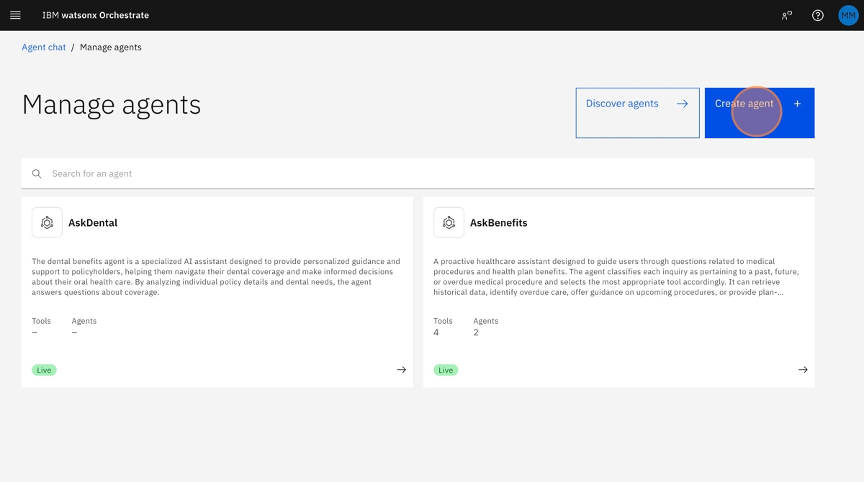 IBM watsonx Orchestrate
MM
Agent chat / Manage agents
Manage agents
Discover agents
Create agent
Search for an agent
AskDental
The dental benefits agent is a specialized AI assistant designed to provide personalized guidance and
support to policyholders, helping them navigate their dental coverage and make informed decisions
about their oral health care. By analyzing individual policy details and dental needs, the agent
answers questions about coverage.
Tools Agents
– –
Live
AskBenefits
A proactive healthcare assistant designed to guide users through questions related to medical
procedures and health plan benefits. The agent classifies each inquiry as pertaining to a past, future,
or overdue medical procedure and selects the most appropriate tool accordingly. It can retrieve
historical data, identify overdue care, offer guidance on upcoming procedures, or provide plan-...
Tools Agents
4 2
Live